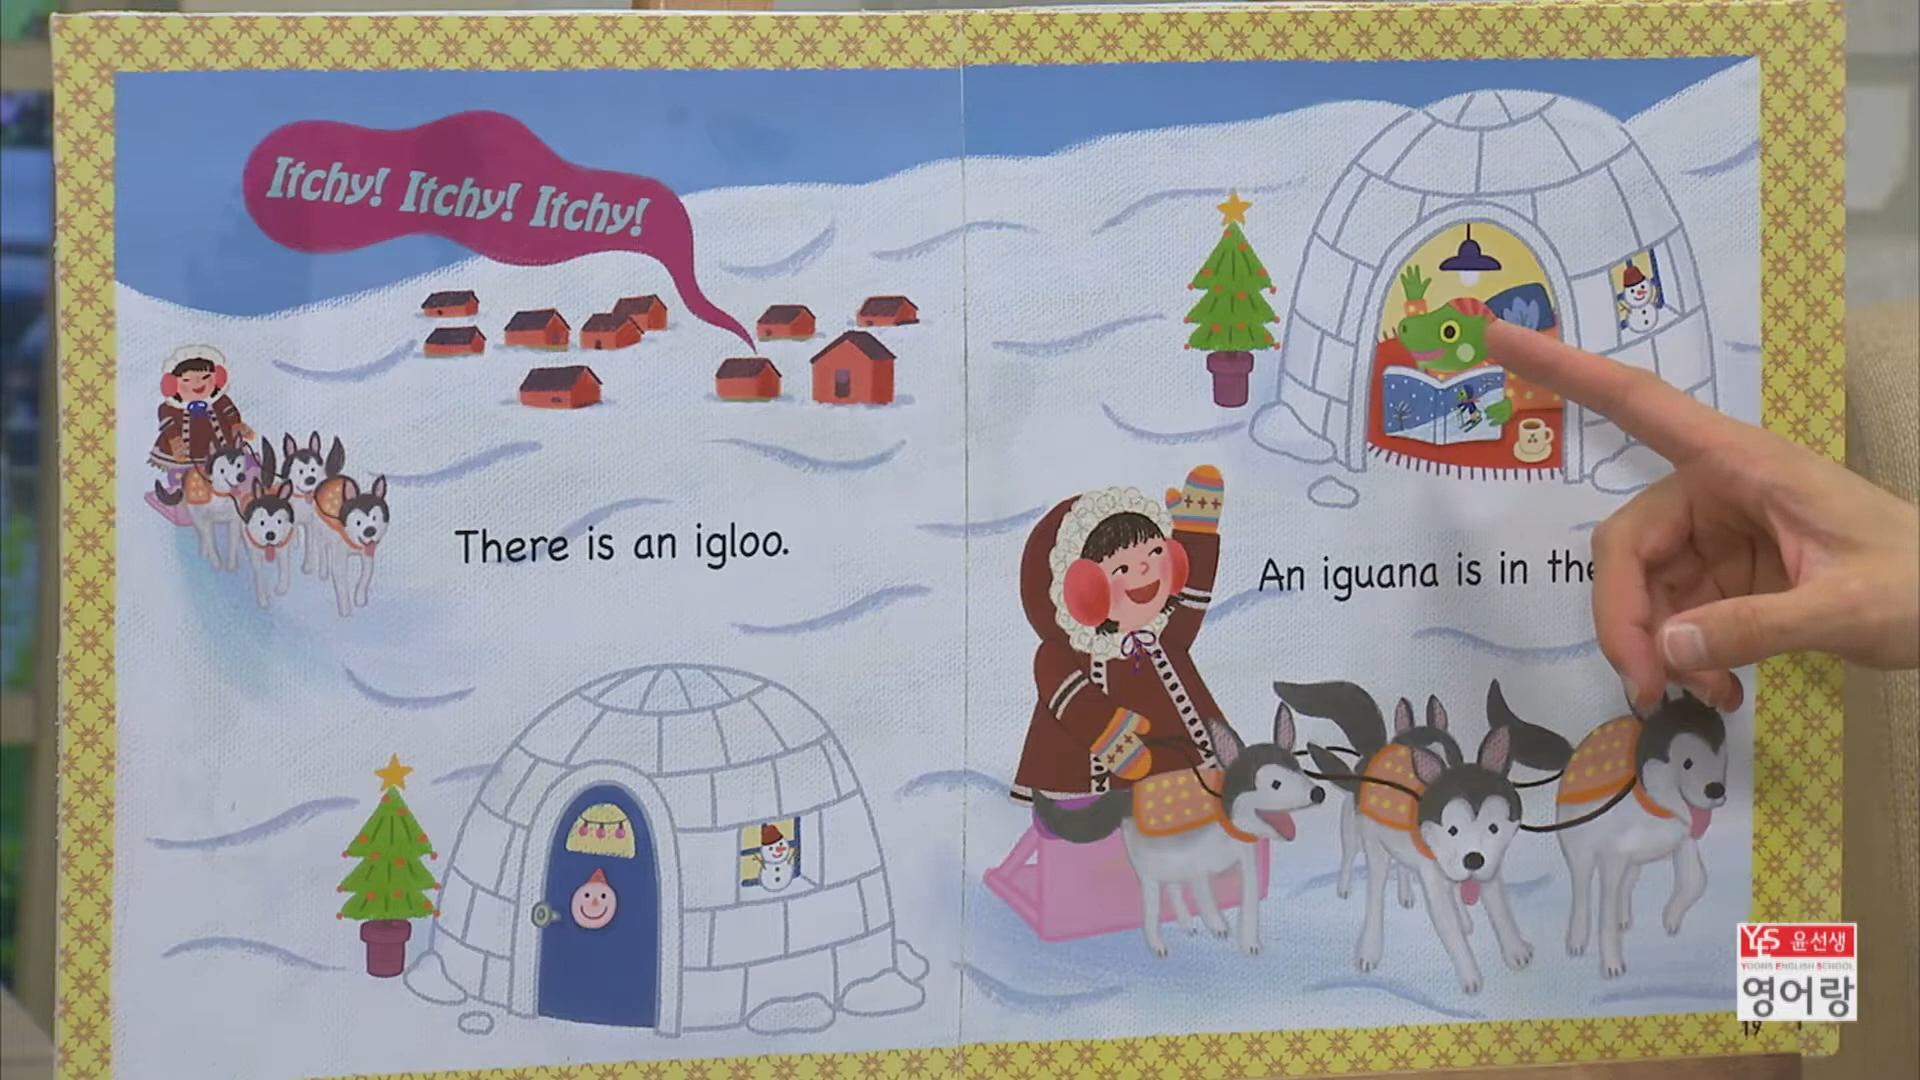 Itchy! Itchy! Itchy!
There is an igloo.
An iguana is in the
YES 윤선생
YOONS ENGLISH SCHOOL
영어랑
19